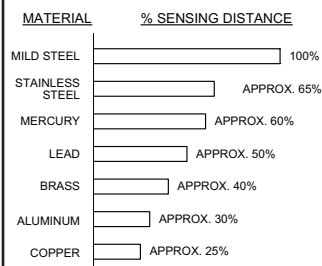 MATERIAL % SENSING DISTANCE
MILD STEEL 100%
STAINLESS
STEEL APPROX. 65%
MERCURY APPROX. 60%
LEAD APPROX. 50%
BRASS APPROX. 40%
ALUMINUM APPROX. 30%
COPPER APPROX. 25%